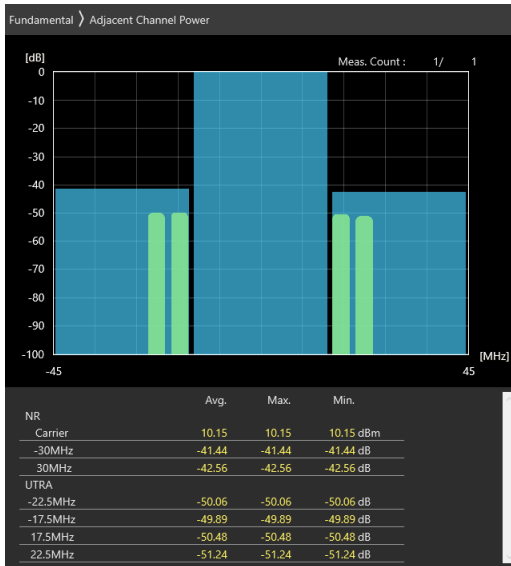 Fundamental 〉 Adjacent Channel Power
[dB]
Meas. Count : 1/ 1
0
-10
-20
-30
-40
-50
-60
-70
-80
-90
-100
[MHz]
-45 45
Avg. Max. Min.
NR
Carrier 10.15 10.15 10.15 dBm
-30MHz -41.44 -41.44 -41.44 dB
30MHz -42.56 -42.56 -42.56 dB
UTRA
-22.5MHz -50.06 -50.06 -50.06 dB
-17.5MHz -49.89 -49.89 -49.89 dB
17.5MHz -50.48 -50.48 -50.48 dB
22.5MHz -51.24 -51.24 -51.24 dB